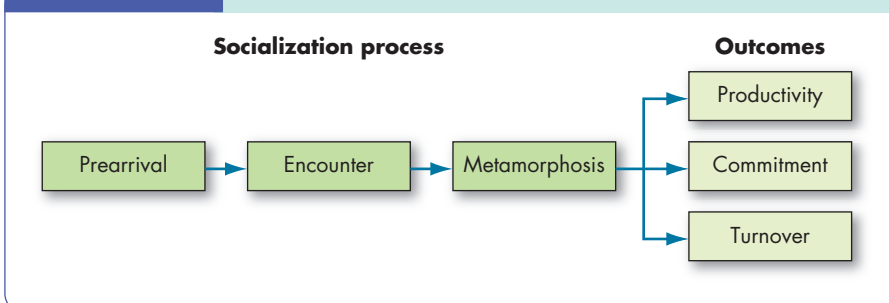 Socialization process
Outcomes
Productivity
Prearrival
Encounter
Metamorphosis
Commitment
Turnover